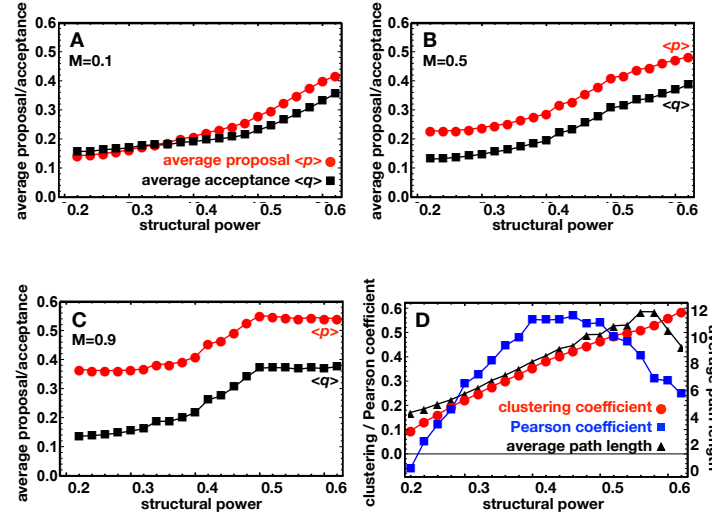 A
M=0.1
average proposal/acceptance
0.6
0.5
0.4
0.3
0.2
0.1
0.0
average proposal <p>
average acceptance <q>
0.2 0.3 0.4 0.5 0.6
structural power
B
M=0.5
average proposal/acceptance
0.6
0.5
0.4
0.3
0.2
0.1
0.0
<p>
<q>
0.2 0.3 0.4 0.5 0.6
structural power
C
M=0.9
average proposal/acceptance
0.6
0.5
0.4
0.3
0.2
0.1
0.0
<p>
<q>
0.2 0.3 0.4 0.5 0.6
structural power
D
clustering / Pearson coefficient
0.6
0.5
0.4
0.3
0.2
0.1
0.0
clustering coefficient
Pearson coefficient
average path length
12
10
8
6
4
2
0
average path length
0.2 0.3 0.4 0.5 0.6
structural power